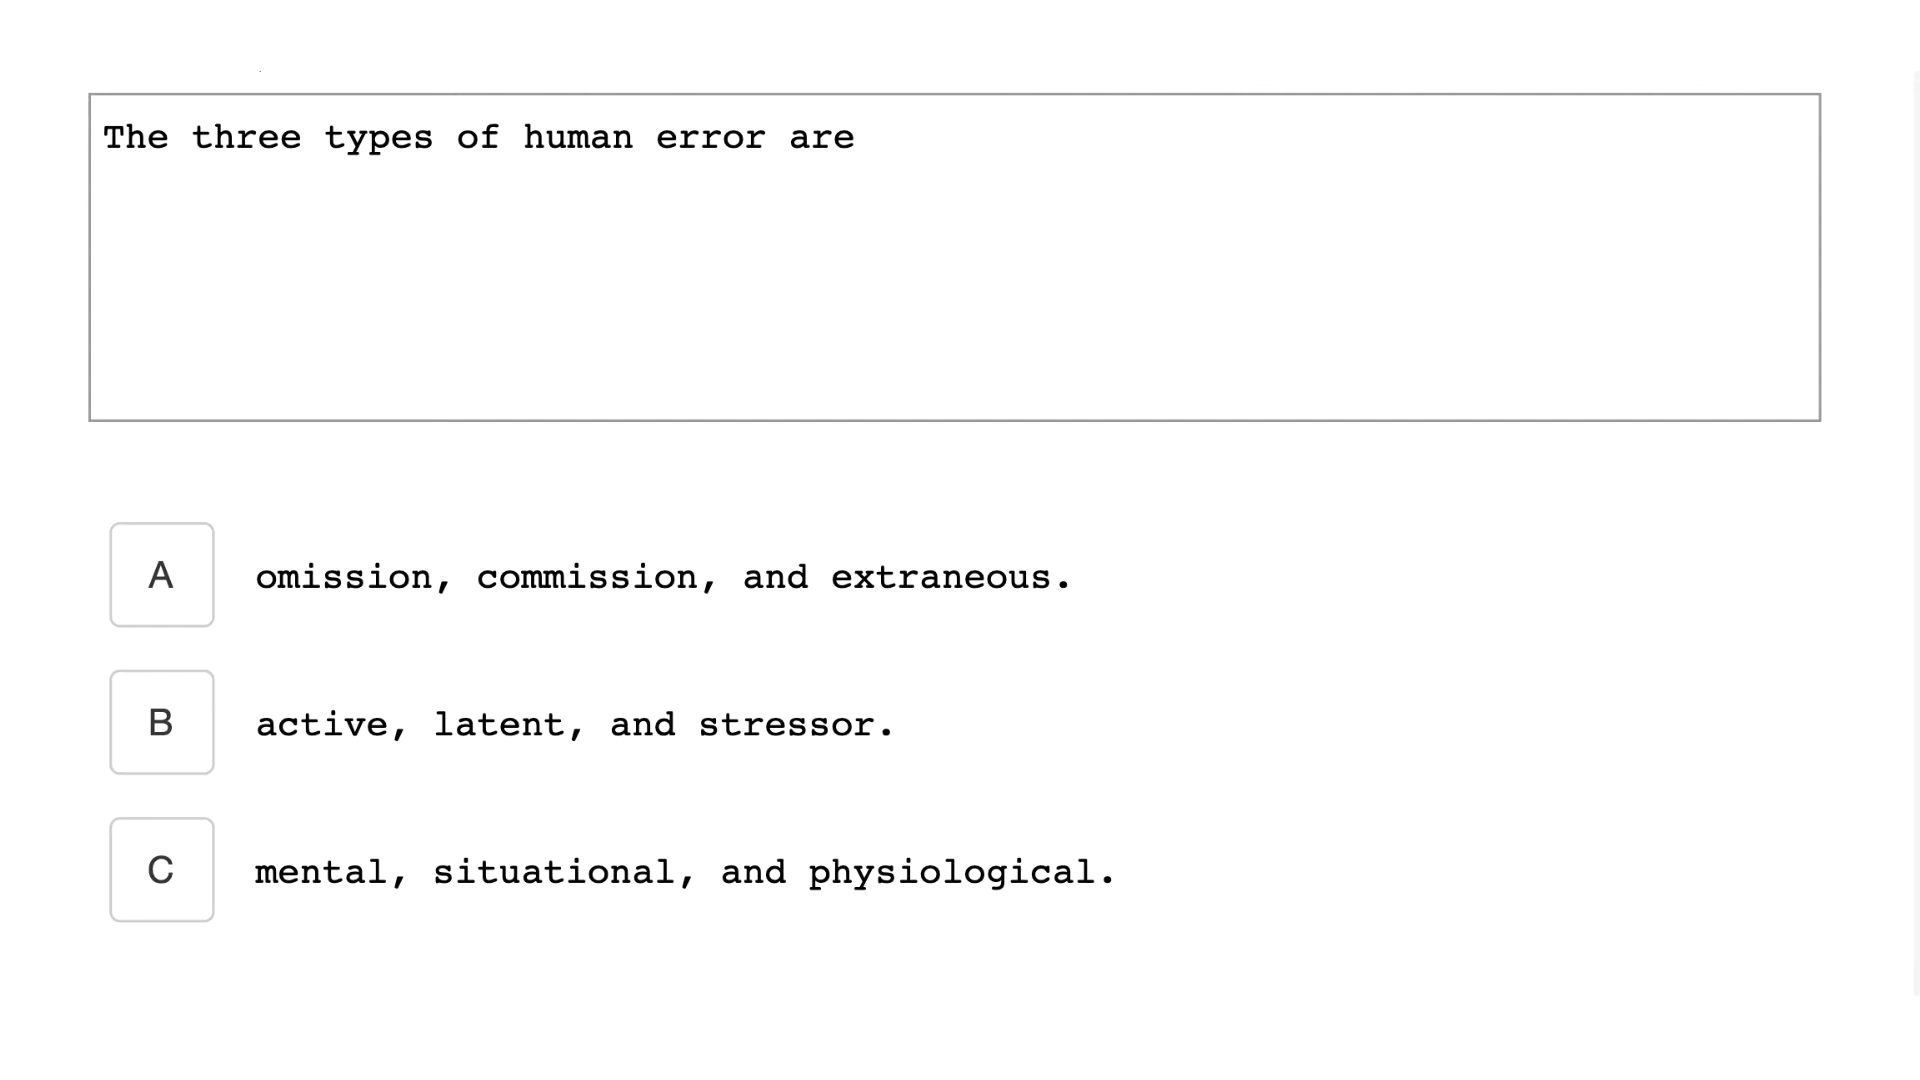 The three types of human error are
A omission, commission, and extraneous.
B active, latent, and stressor.
C mental, situational, and physiological.